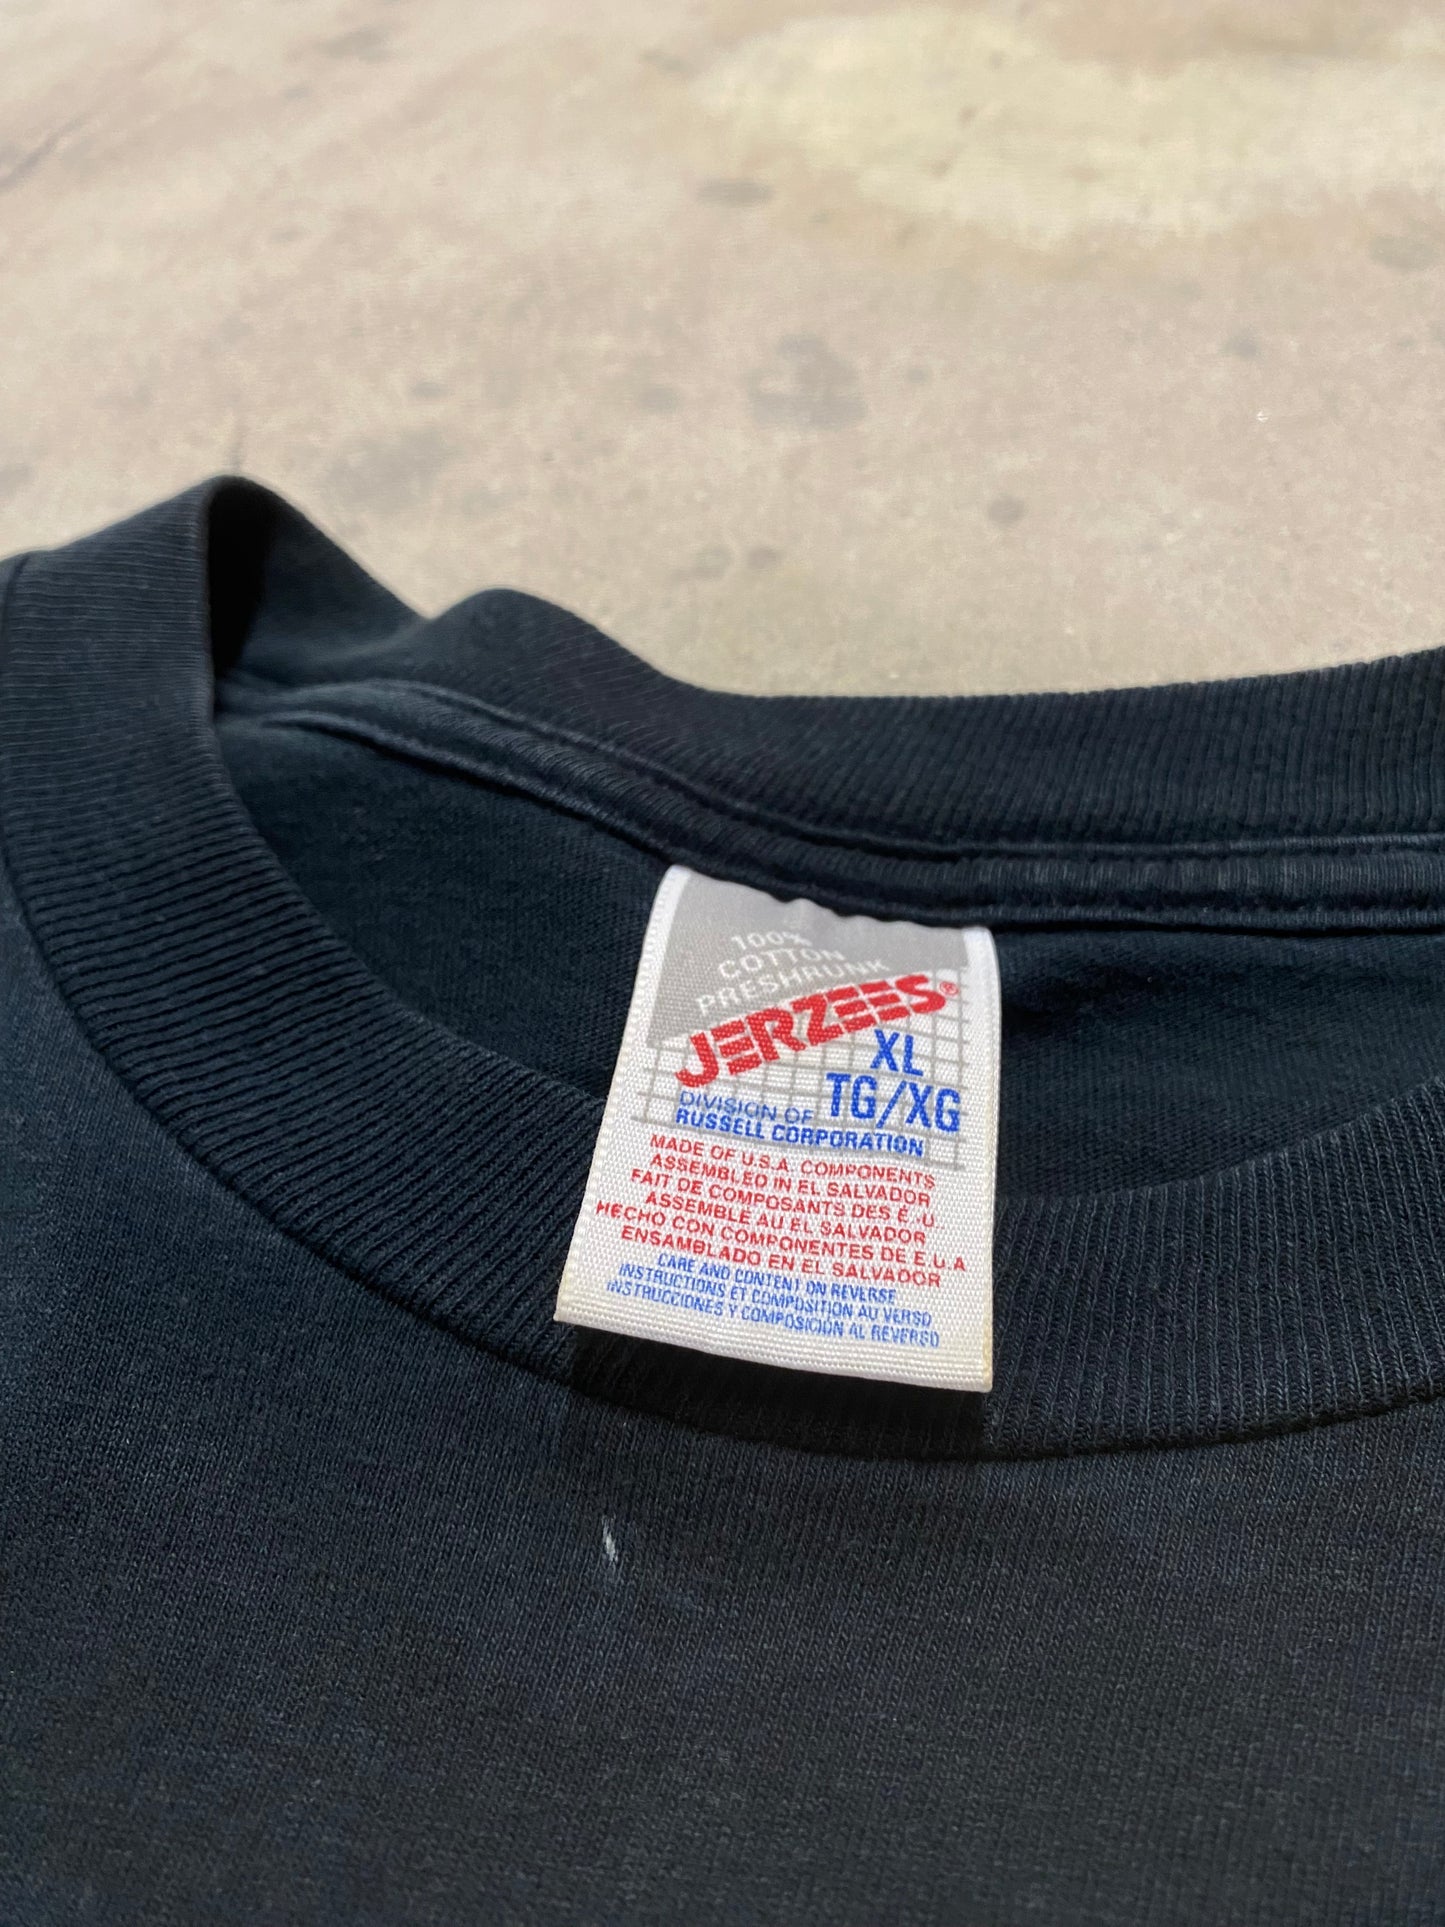 100%
COTTON
PRESHRUNK
JERZEES®
XL
TG/XG
DIVISION OF
RUSSELL CORPORATION
MADE OF U.S.A. COMPONENTS
ASSEMBLED IN EL SALVADOR
FAIT DE COMPOSANTS DES É.-U.
ASSEMBLE AU EL SALVADOR
HECHO CON COMPONENTES DE E.U.A
ENSAMBLADO EN EL SALVADOR
CARE AND CONTENT ON REVERSE
INSTRUCTIONS ET COMPOSITION AU VERSO
INSTRUCCIONES Y COMPOSICIÓN AL REVERSO